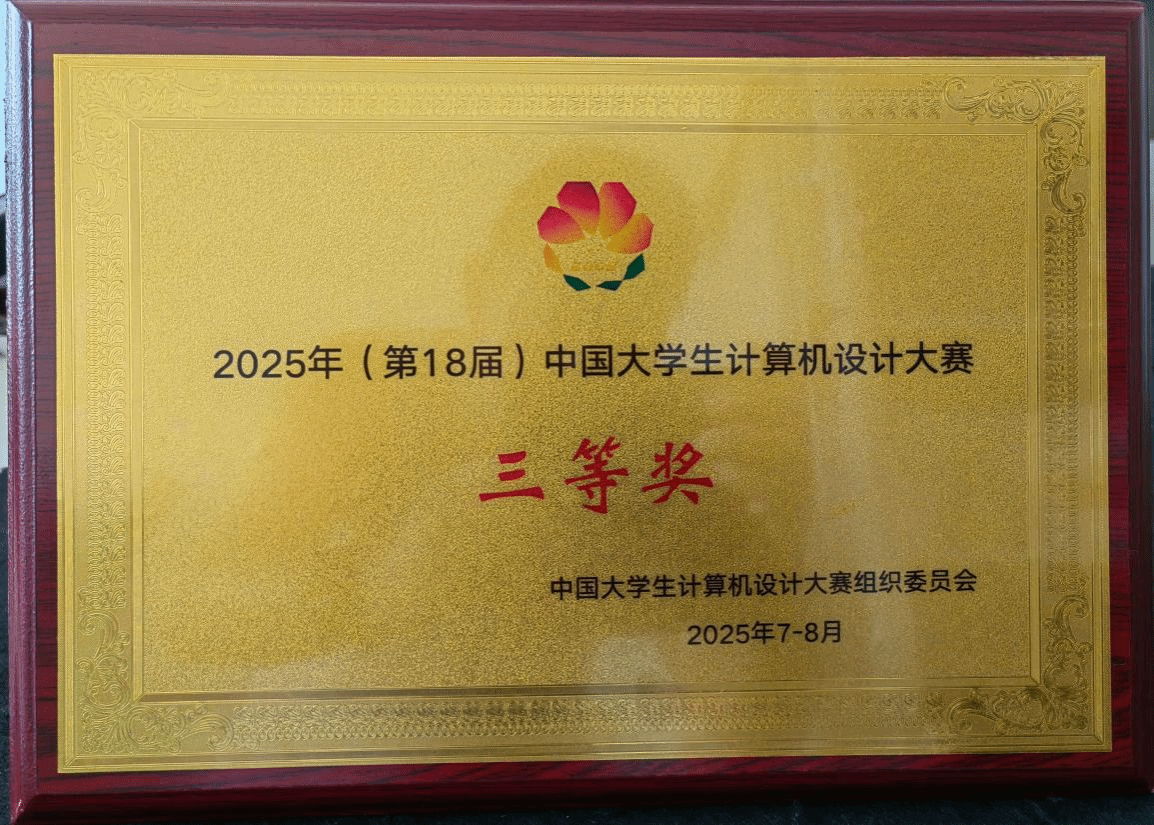 2025年（第18届）中国大学生计算机设计大赛
三等奖
中国大学生计算机设计大赛组织委员会
2025年7-8月